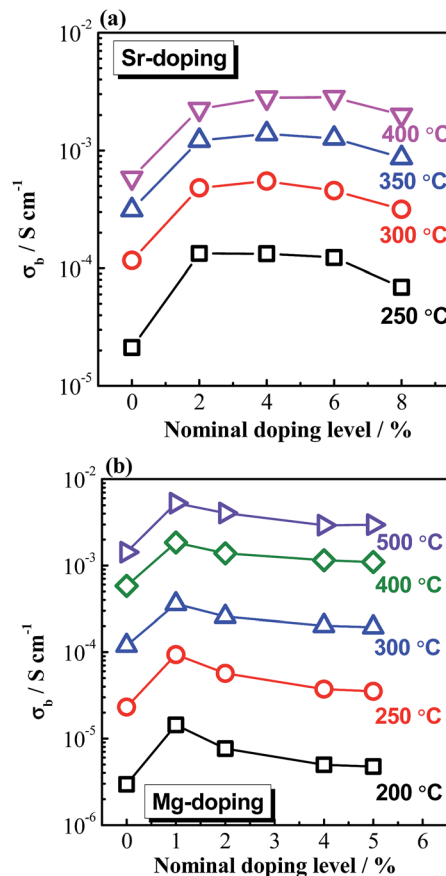 (a)
10⁻²
Sr-doping
400 °C
10⁻³
350 °C
σb / S cm⁻¹
300 °C
10⁻⁴
250 °C
10⁻⁵
0 2 4 6 8
Nominal doping level / %
(b)
10⁻²
500 °C
10⁻³
400 °C
σb / S cm⁻¹
300 °C
10⁻⁴
250 °C
10⁻⁵
200 °C
Mg-doping
10⁻⁶
0 1 2 3 4 5 6
Nominal doping level / %